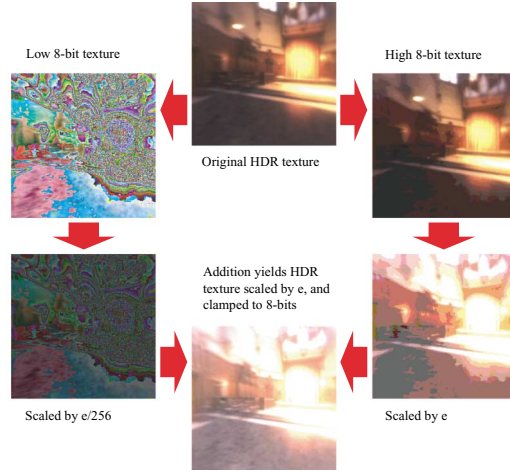 Low 8-bit texture
High 8-bit texture
Original HDR texture
Addition yields HDR
texture scaled by e, and
clamped to 8-bits
Scaled by e/256
Scaled by e